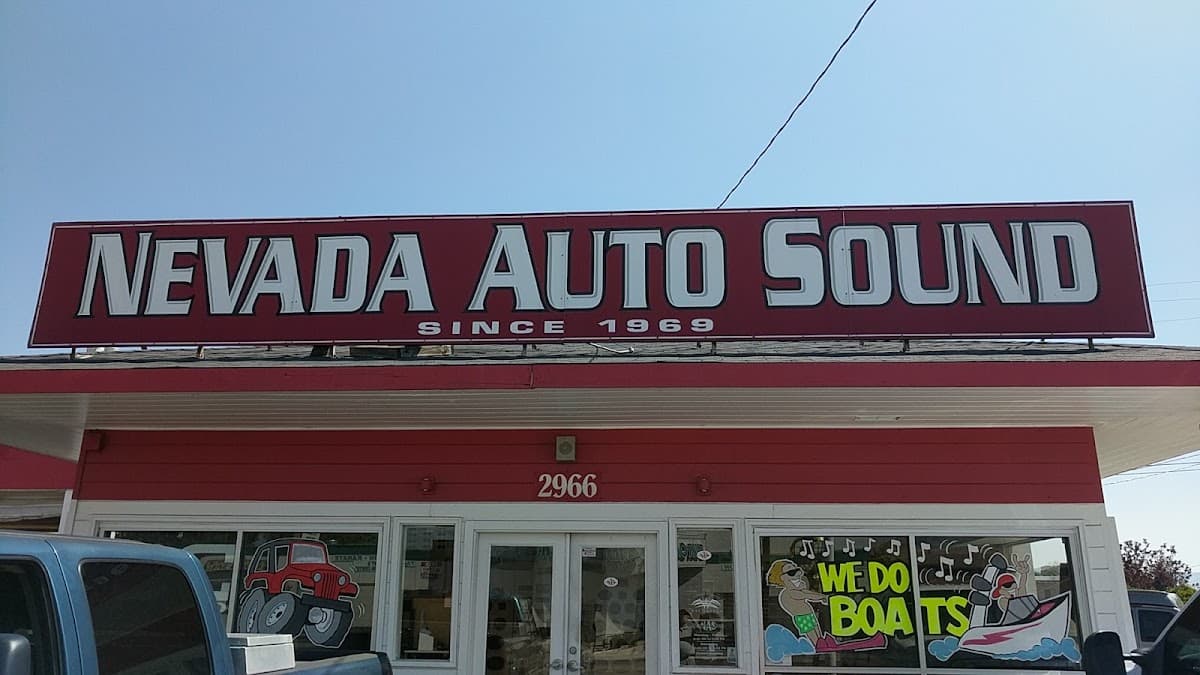 NEVADA AUTO SOUND
SINCE 1969
2966
WE DO
BOATS